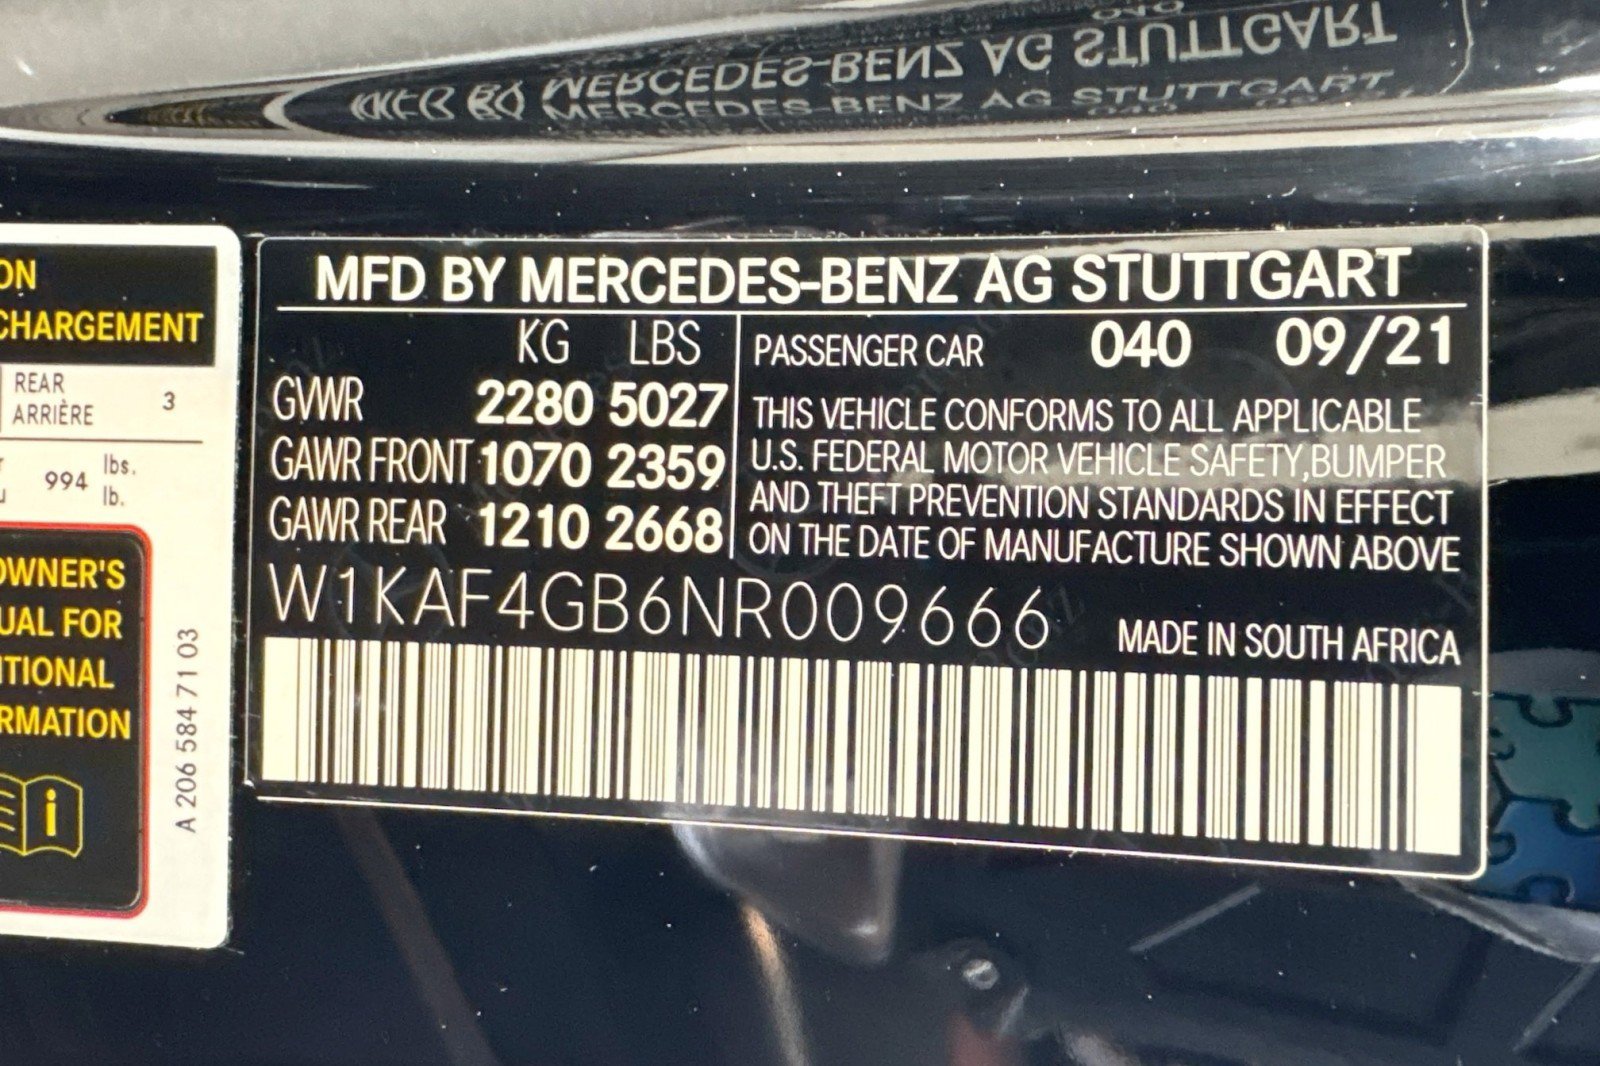 MFD BY MERCEDES-BENZ AG STUTTGART
ON
CHARGEMENT
REAR
ARRIÈRE 3
994 lbs.
lb.
OWNER'S
UAL FOR
ITIONAL
RMATION
A 206 584 71 03
MFD BY MERCEDES-BENZ AG STUTTGART
KG LBS
GVWR 2280 5027
GAWR FRONT 1070 2359
GAWR REAR 1210 2668
PASSENGER CAR 040 09/21
THIS VEHICLE CONFORMS TO ALL APPLICABLE
U.S. FEDERAL MOTOR VEHICLE SAFETY,BUMPER
AND THEFT PREVENTION STANDARDS IN EFFECT
ON THE DATE OF MANUFACTURE SHOWN ABOVE
W1KAF4GB6NR009666
MADE IN SOUTH AFRICA